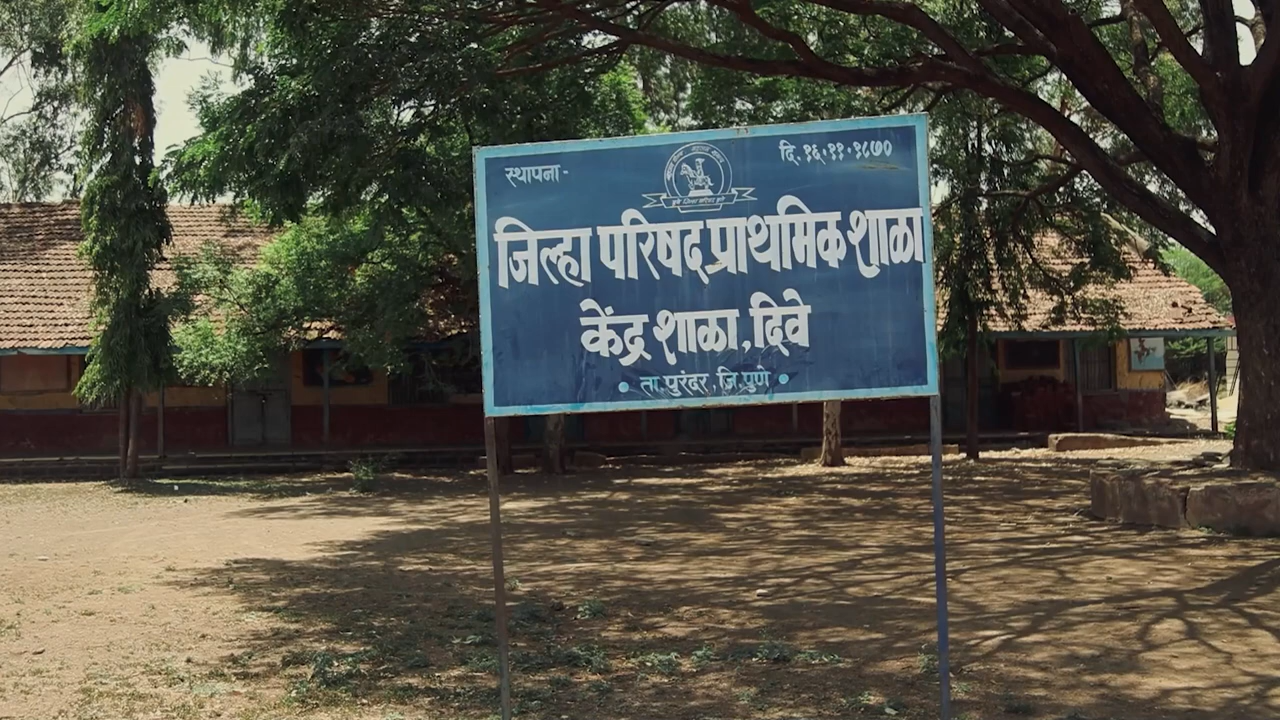 स्थापना- दि. १६.११.१८७०
जिल्हा परिषद प्राथमिक शाळा
केंद्र शाळा, दिवे
ता. पुरंदर, जि. पुणे